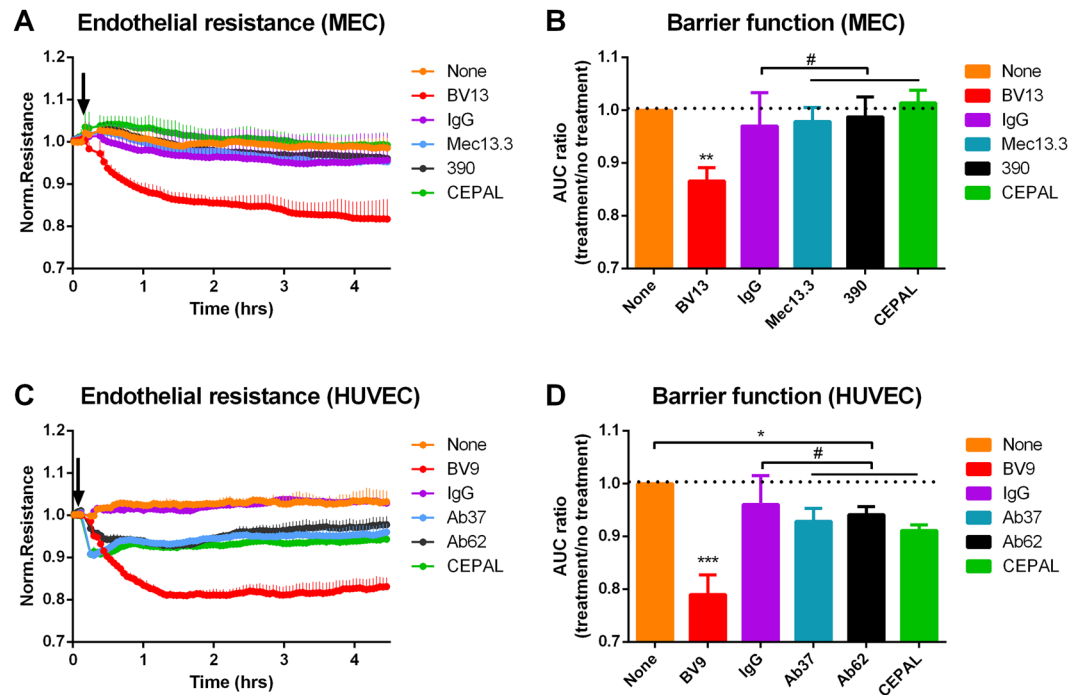 A
Endothelial resistance (MEC)
Norm.Resistance
1.2
1.1
1.0
0.9
0.8
0.7
0
1
2
3
4
Time (hrs)
None
BV13
IgG
Mec13.3
390
CEPAL
B
Barrier function (MEC)
AUC ratio
(treatment/no treatment)
1.1
1.0
0.9
0.8
0.7
**
#
None
BV13
IgG
Mec13.3
390
CEPAL
None
BV13
IgG
Mec13.3
390
CEPAL
C
Endothelial resistance (HUVEC)
Norm.Resistance
1.2
1.1
1.0
0.9
0.8
0.7
0
1
2
3
4
Time (hrs)
None
BV9
IgG
Ab37
Ab62
CEPAL
D
Barrier function (HUVEC)
AUC ratio
(treatment/no treatment)
1.1
1.0
0.9
0.8
0.7
*
#
***
None
BV9
IgG
Ab37
Ab62
CEPAL
None
BV9
IgG
Ab37
Ab62
CEPAL